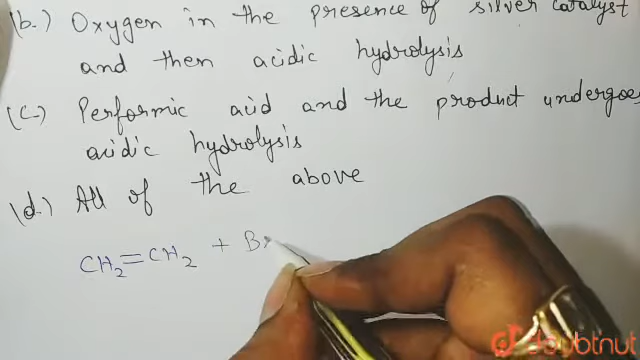 (b.) Oxygen in the presence of silver catalyst
and then acidic hydrolysis
(c.) Performic acid and the product undergoes
acidic hydrolysis
(d.) All of the above
CH₂=CH₂ + Br
doubtnut